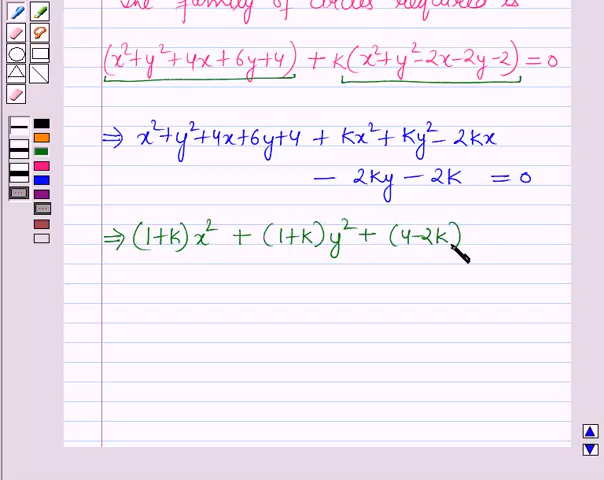 The family of circles required is
(x²+y²+4x+6y+4) + k(x²+y²-2x-2y-2) = 0
⇒ x²+y²+4x+6y+4 + kx²+ky²-2kx
- 2ky - 2k = 0
⇒ (1+k)x² + (1+k)y² + (4-2k)